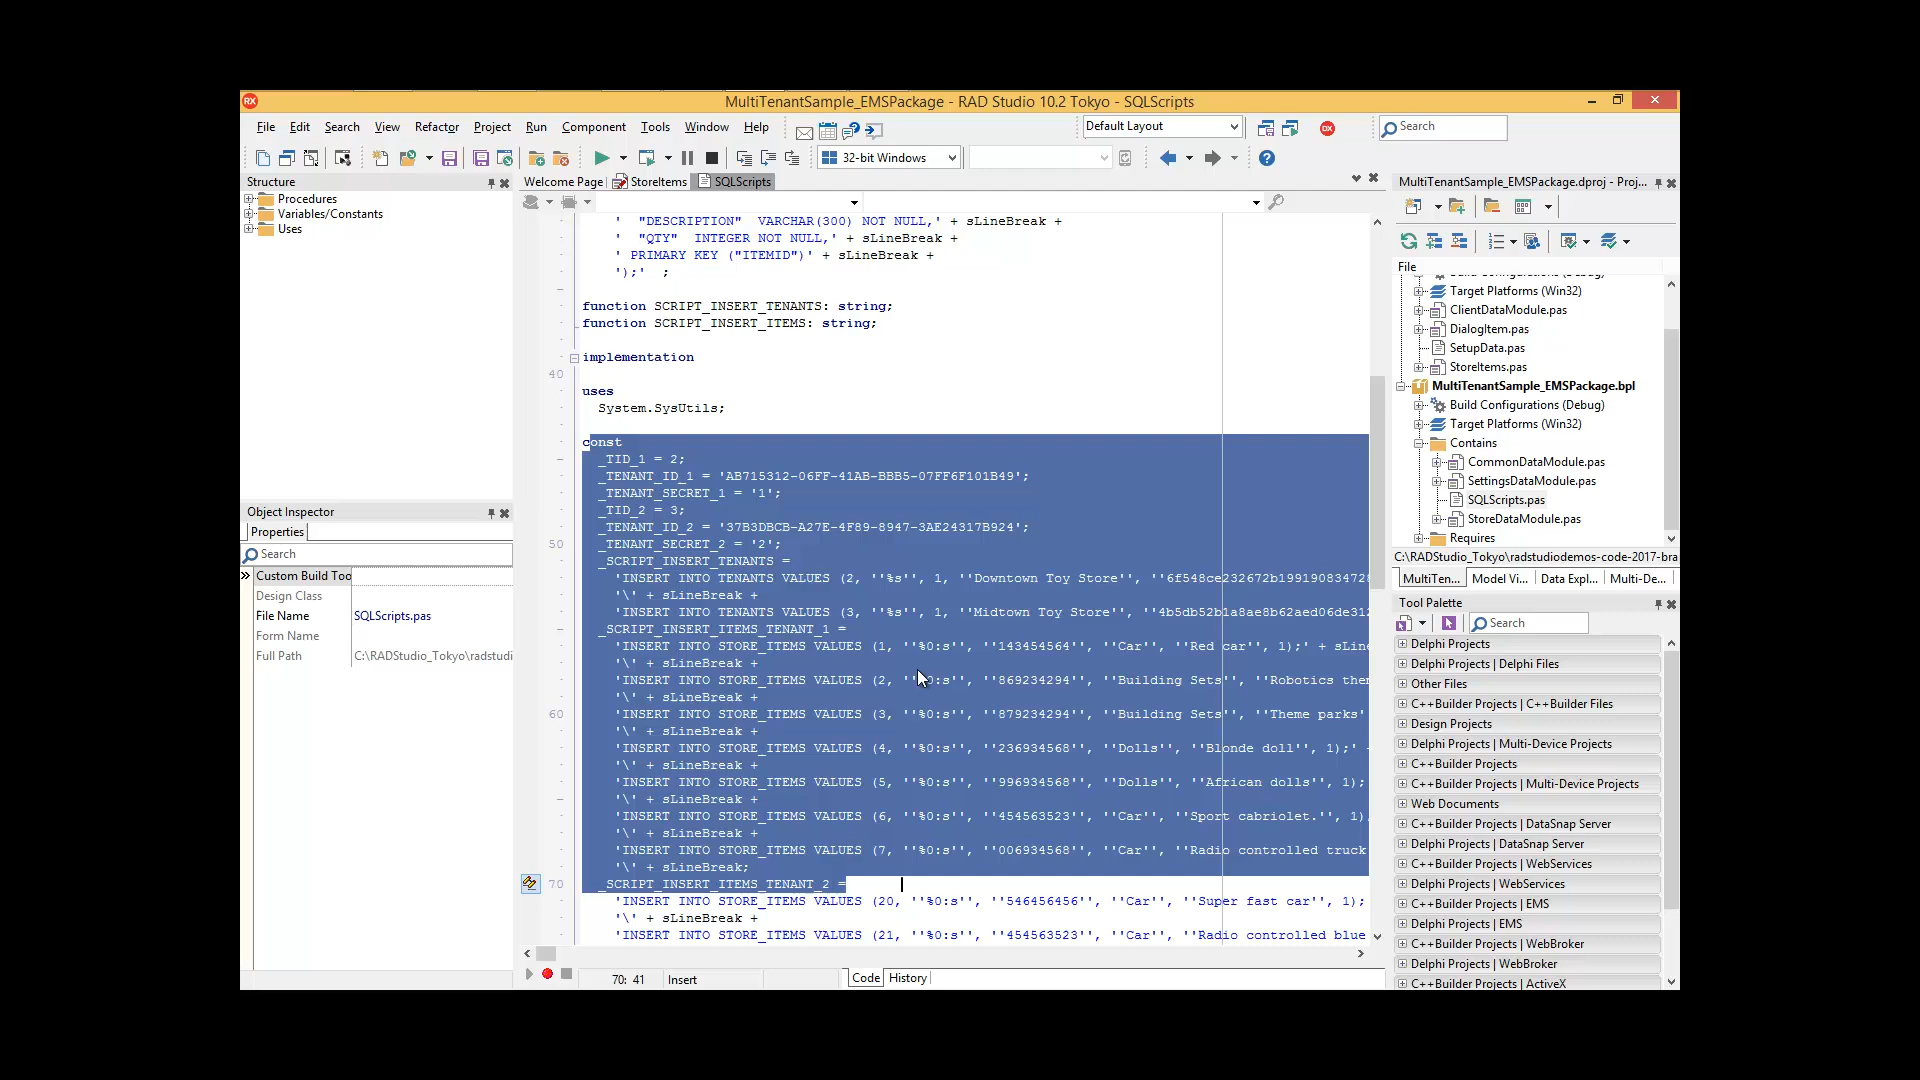 MultiTenantSample_EMSPackage - RAD Studio 10.2 Tokyo - SQLScripts
File Edit Search View Refactor Project Run Component Tools Window Help
Default Layout
Search
32-bit Windows
Structure
Procedures
Variables/Constants
Uses
Object Inspector
Properties
Search
Custom Build Too
Design Class
File Name SQLScripts.pas
Form Name
Full Path C:\RADStudio_Tokyo\radstudi
Welcome Page StoreItems SQLScripts
' "DESCRIPTION" VARCHAR(300) NOT NULL,' + sLineBreak +
' "QTY" INTEGER NOT NULL,' + sLineBreak +
' PRIMARY KEY ("ITEMID")' + sLineBreak +
');' ;
function SCRIPT_INSERT_TENANTS: string;
function SCRIPT_INSERT_ITEMS: string;
implementation
40
uses
System.SysUtils;
const
_TID_1 = 2;
_TENANT_ID_1 = 'AB715312-06FF-41AB-BBB5-07FF6F101B49';
_TENANT_SECRET_1 = '1';
_TID_2 = 3;
_TENANT_ID_2 = '37B3DBCB-A27E-4F89-8947-3AE24317B924';
50 _TENANT_SECRET_2 = '2';
_SCRIPT_INSERT_TENANTS =
'INSERT INTO TENANTS VALUES (2, ''%s'', 1, ''Downtown Toy Store'', ''6f548ce232672b199190834728
'\' + sLineBreak +
'INSERT INTO TENANTS VALUES (3, ''%s'', 1, ''Midtown Toy Store'', ''4b5db52b1a8ae8b62aed06de312
_SCRIPT_INSERT_ITEMS_TENANT_1 =
'INSERT INTO STORE_ITEMS VALUES (1, ''%0:s'', ''143454564'', ''Car'', ''Red car'', 1);' + sLine
'\' + sLineBreak +
'INSERT INTO STORE_ITEMS VALUES (2, ''%0:s'', ''869234294'', ''Building Sets'', ''Robotics them
'\' + sLineBreak +
60 'INSERT INTO STORE_ITEMS VALUES (3, ''%0:s'', ''879234294'', ''Building Sets'', ''Theme parks'
'\' + sLineBreak +
'INSERT INTO STORE_ITEMS VALUES (4, ''%0:s'', ''236934568'', ''Dolls'', ''Blonde doll'', 1);' +
'\' + sLineBreak +
'INSERT INTO STORE_ITEMS VALUES (5, ''%0:s'', ''996934568'', ''Dolls'', ''African dolls'', 1);
'\' + sLineBreak +
'INSERT INTO STORE_ITEMS VALUES (6, ''%0:s'', ''454563523'', ''Car'', ''Sport cabriolet.'', 1)
'\' + sLineBreak +
'INSERT INTO STORE_ITEMS VALUES (7, ''%0:s'', ''006934568'', ''Car'', ''Radio controlled truck
'\' + sLineBreak;
70 _SCRIPT_INSERT_ITEMS_TENANT_2 =
'INSERT INTO STORE_ITEMS VALUES (20, ''%0:s'', ''546456456'', ''Car'', ''Super fast car'', 1);
'\' + sLineBreak +
'INSERT INTO STORE_ITEMS VALUES (21, ''%0:s'', ''454563523'', ''Car'', ''Radio controlled blue
70: 41 Insert Code History
MultiTenantSample_EMSPackage.dproj - Proj...
File
Target Platforms (Win32)
ClientDataModule.pas
DialogItem.pas
SetupData.pas
StoreItems.pas
MultiTenantSample_EMSPackage.bpl
Build Configurations (Debug)
Target Platforms (Win32)
Contains
CommonDataModule.pas
SettingsDataModule.pas
SQLScripts.pas
StoreDataModule.pas
Requires
C:\RADStudio_Tokyo\radstudiodemos-code-2017-bra
MultiTen... Model Vi... Data Expl... Multi-De...
Tool Palette
Search
Delphi Projects
Delphi Projects | Delphi Files
Other Files
C++Builder Projects | C++Builder Files
Design Projects
Delphi Projects | Multi-Device Projects
C++Builder Projects
C++Builder Projects | Multi-Device Projects
Web Documents
C++Builder Projects | DataSnap Server
Delphi Projects | DataSnap Server
C++Builder Projects | WebServices
Delphi Projects | WebServices
C++Builder Projects | EMS
Delphi Projects | EMS
C++Builder Projects | WebBroker
Delphi Projects | WebBroker
C++Builder Projects | ActiveX